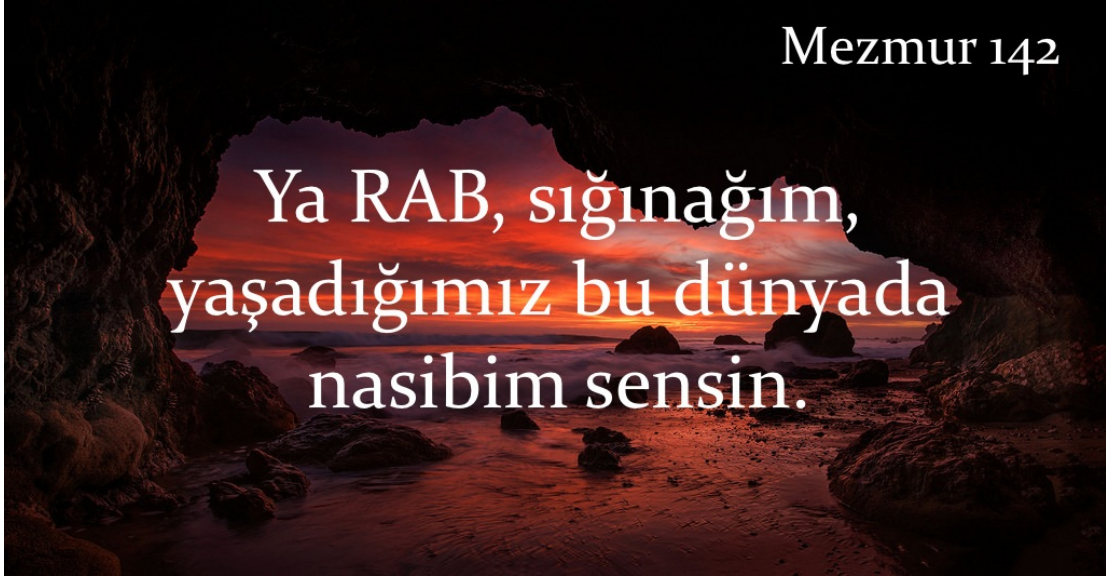 Mezmur 142
Ya RAB, sığınağım,
yaşadığımız bu dünyada
nasibim sensin.